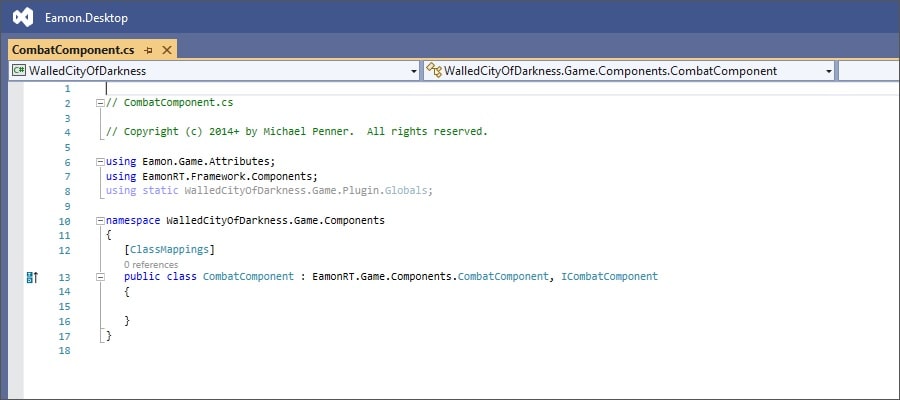 Eamon.Desktop
CombatComponent.cs
C# WalledCityOfDarkness WalledCityOfDarkness.Game.Components.CombatComponent
1
2 // CombatComponent.cs
3
4 // Copyright (c) 2014+ by Michael Penner.  All rights reserved.
5
6 using Eamon.Game.Attributes;
7 using EamonRT.Framework.Components;
8 using static WalledCityOfDarkness.Game.Plugin.Globals;
9
10 namespace WalledCityOfDarkness.Game.Components
11 {
12 [ClassMappings]
0 references
13 public class CombatComponent : EamonRT.Game.Components.CombatComponent, ICombatComponent
14 {
15
16 }
17 }
18